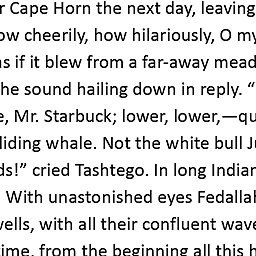 r Cape Horn the next day, leaving
ow cheerily, how hilariously, O my
as if it blew from a far-away mead
he sound hailing down in reply. “
e, Mr. Starbuck; lower, lower,—qu
liding whale. Not the white bull Ju
ds!” cried Tashtego. In long Indian
With unastonished eyes Fedallah
wells, with all their confluent wave
time, from the beginning all this h